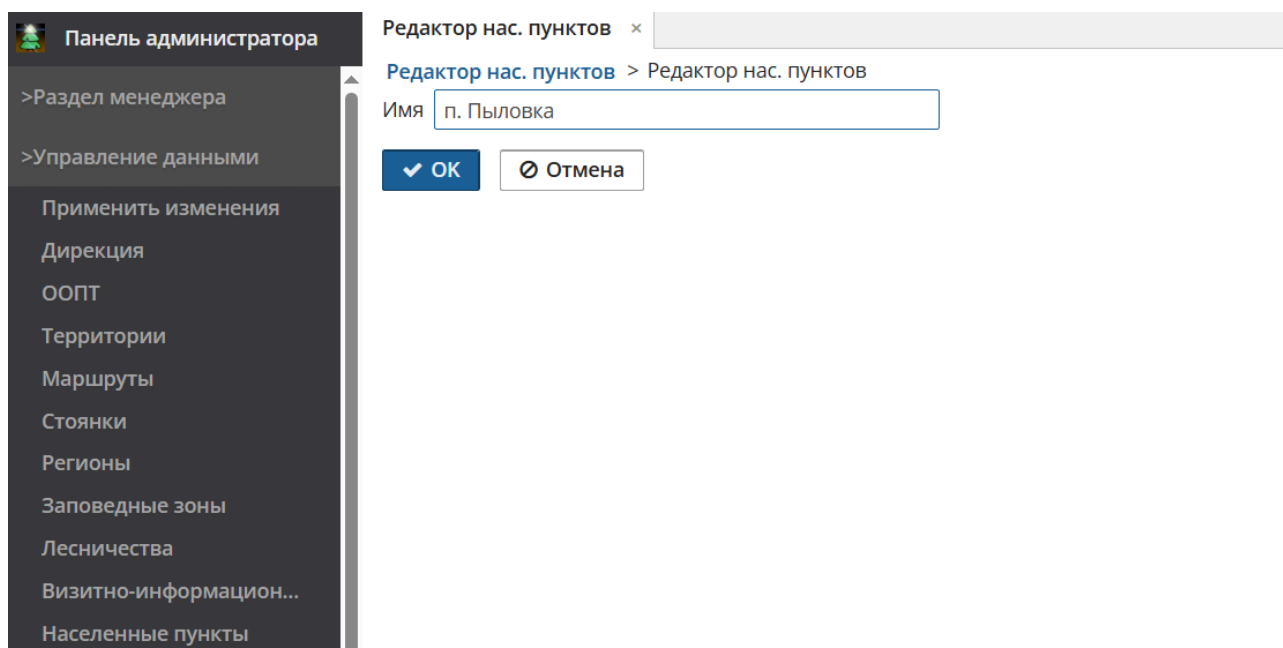 Панель администратора
>Раздел менеджера
>Управление данными
Применить изменения
Дирекция
ООПТ
Территории
Маршруты
Стоянки
Регионы
Заповедные зоны
Лесничества
Визитно-информацион...
Населенные пункты
Редактор нас. пунктов ×
Редактор нас. пунктов > Редактор нас. пунктов
Имя п. Пыловка
OK Отмена